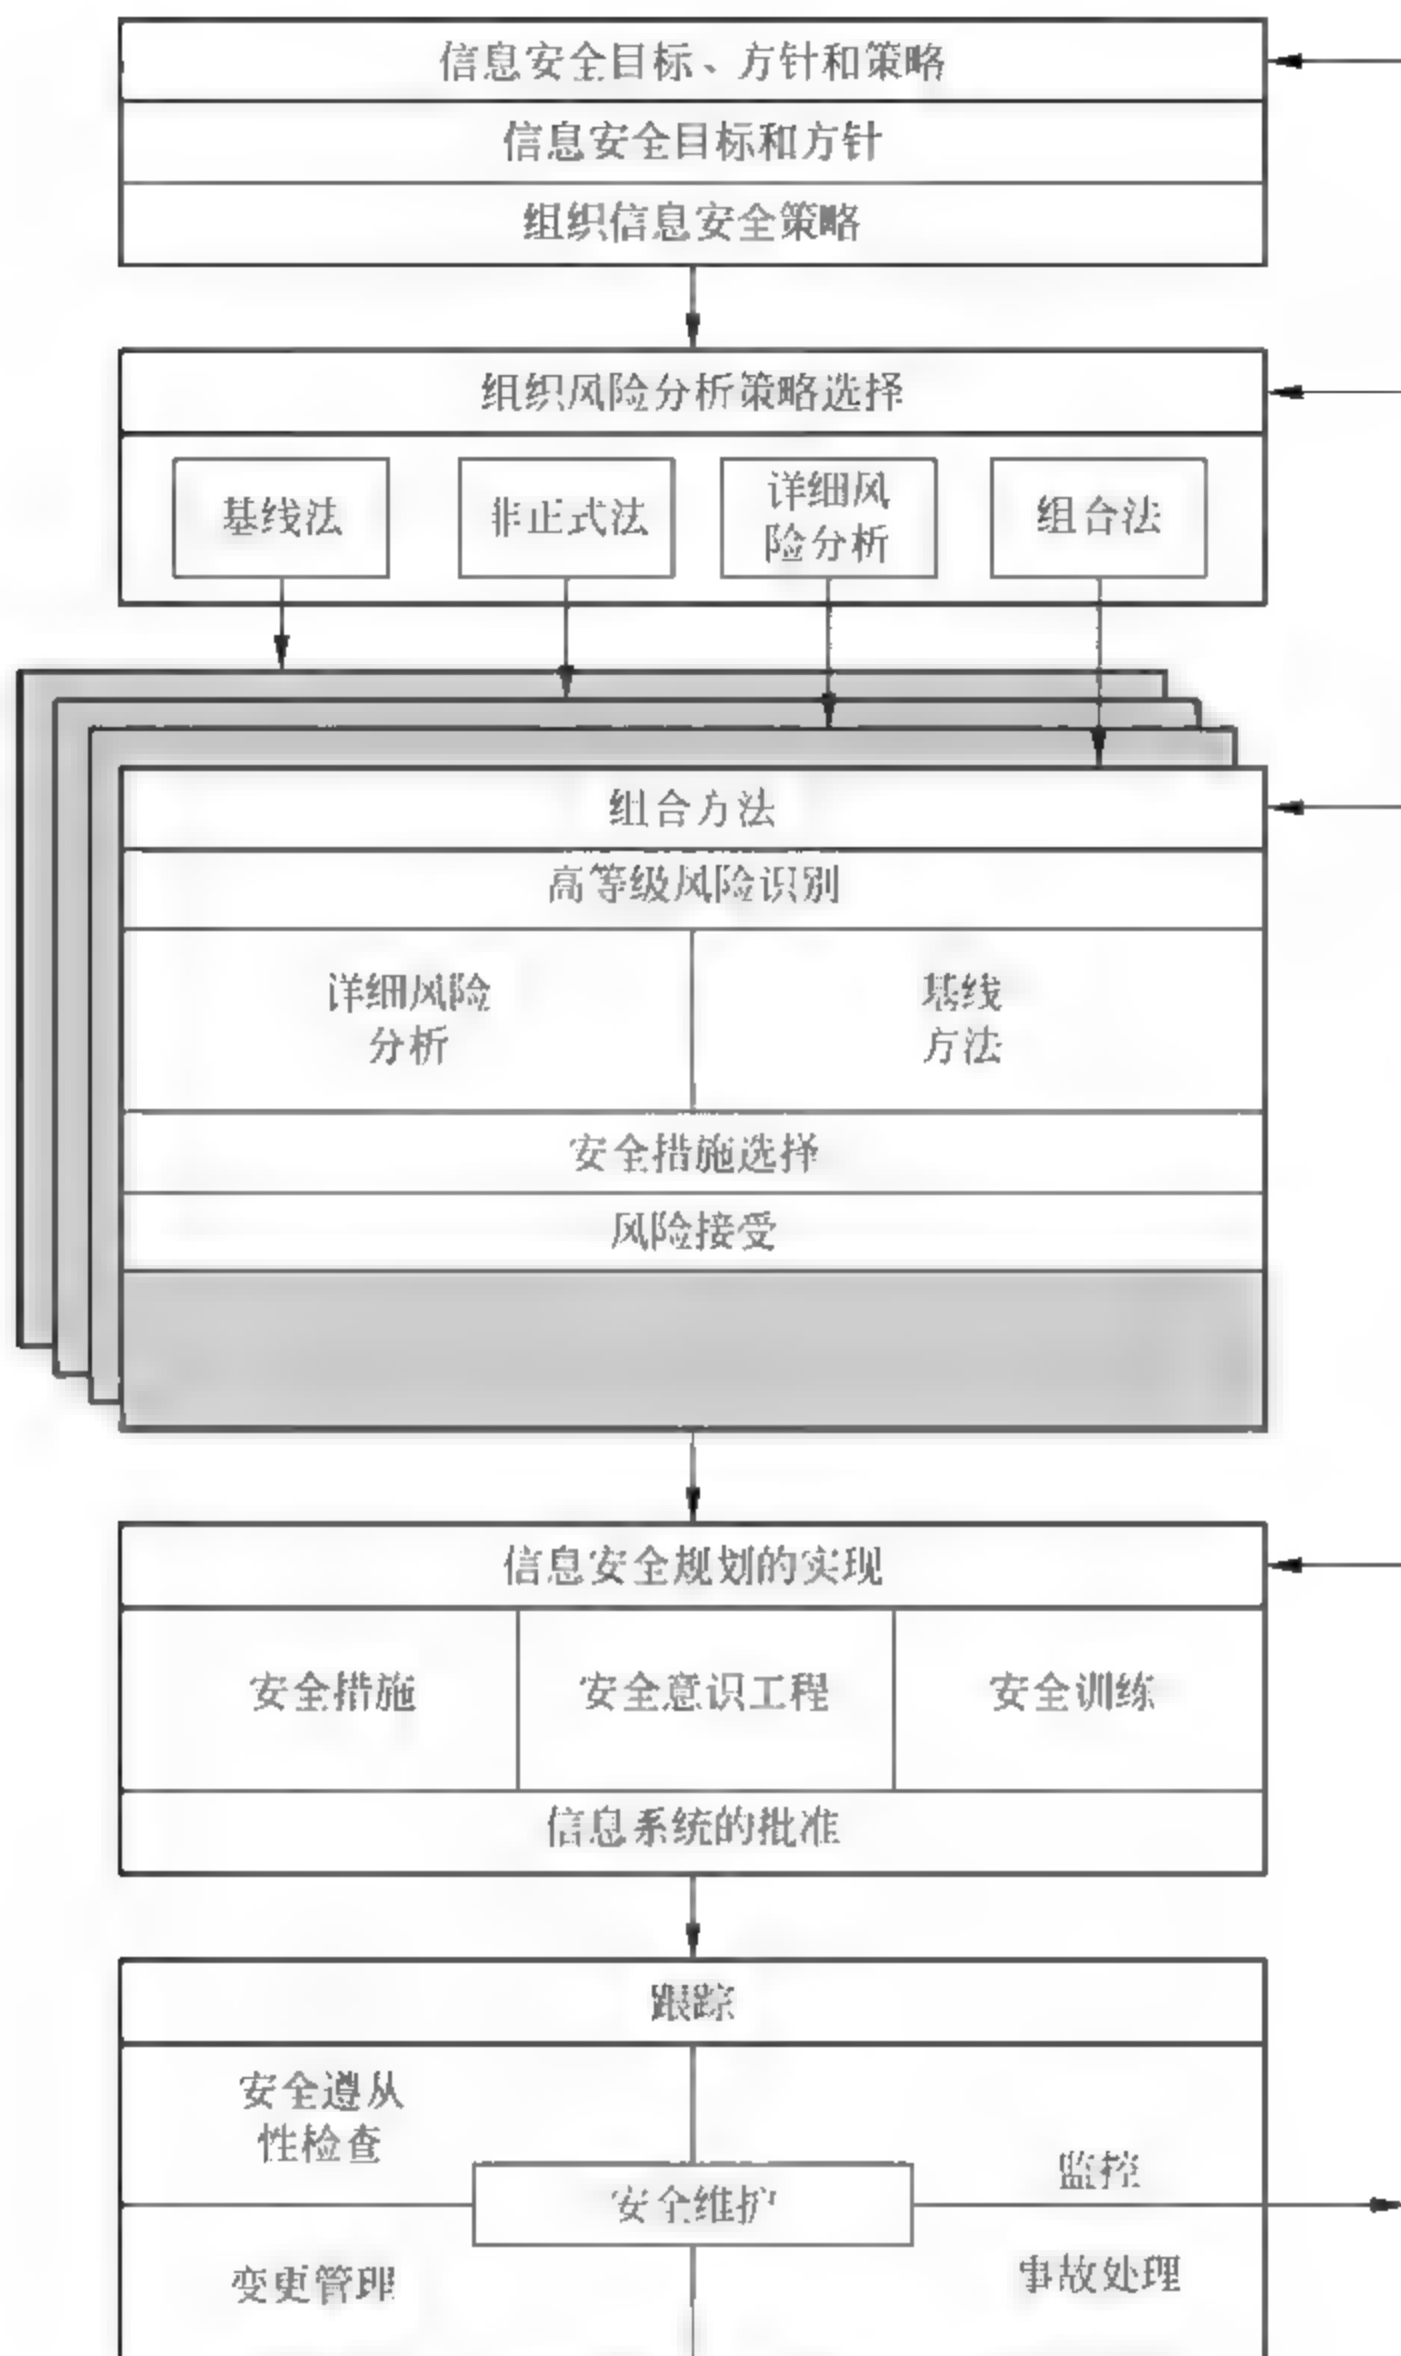 信息安全目标、方针和策略
信息安全目标和方针
组织信息安全策略
组织风险分析策略选择
基线法
非正式法
详细风
险分析
组合法
组合方法
高等级风险识别
详细风险
分析
基线
方法
安全措施选择
风险接受
信息安全规划的实现
安全措施
安全意识工程
安全训练
信息系统的批准
跟踪
安全遵从
性检查
监控
安全维护
变更管理
事故处理